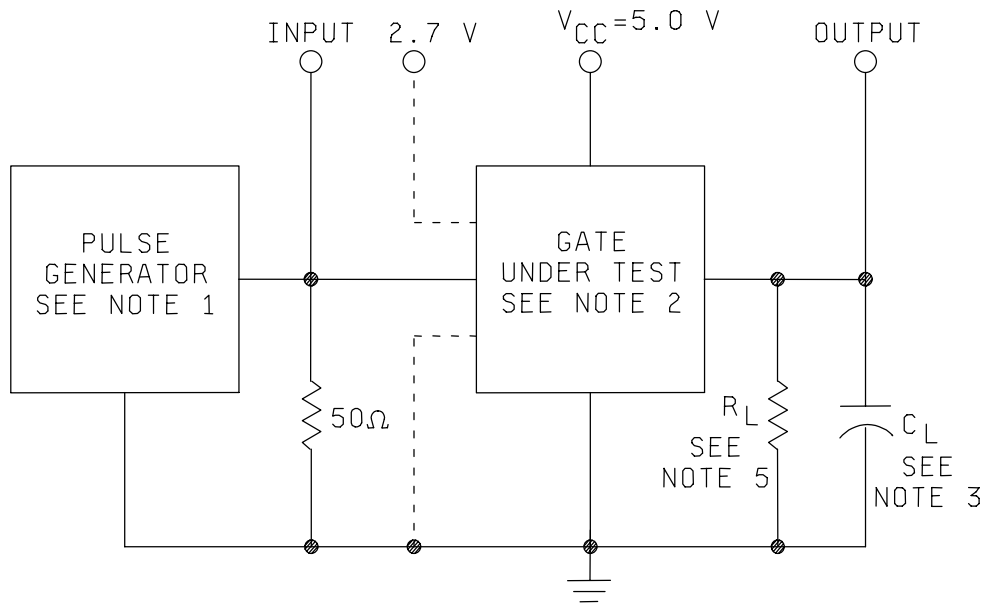 INPUT
2.7 V
VCC=5.0 V
OUTPUT
PULSE
GENERATOR
SEE NOTE 1
GATE
UNDER TEST
SEE NOTE 2
50Ω
RL
SEE
NOTE 5
CL
SEE
NOTE 3